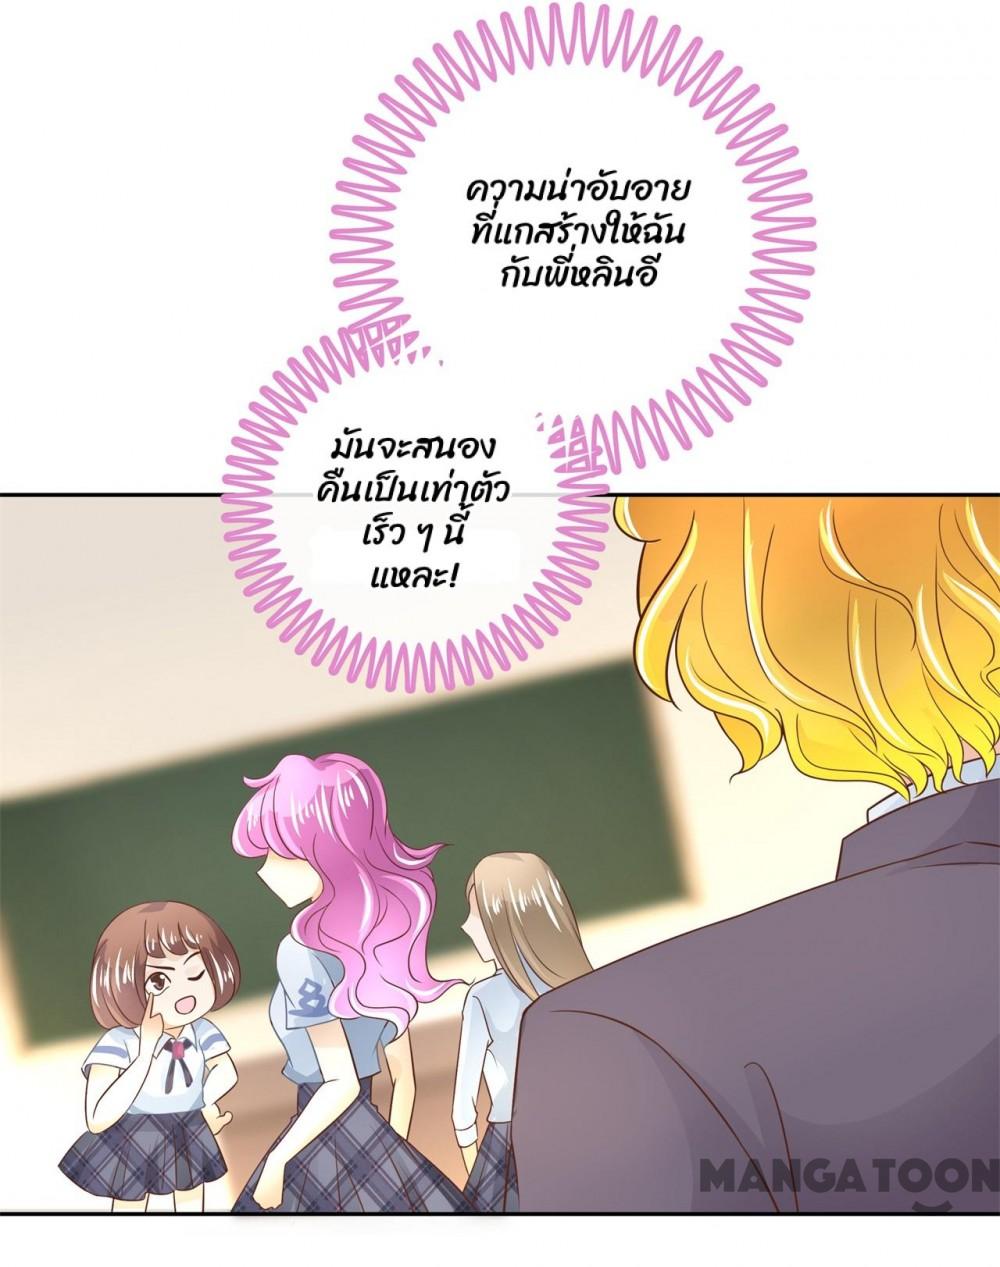 ความน่าอับอาย
ที่แกสร้างให้ฉัน
กับพี่หลินอี
มันจะสนอง
คืนเป็นเท่าตัว
เร็ว ๆ นี้
แหละ!
MANGATOON